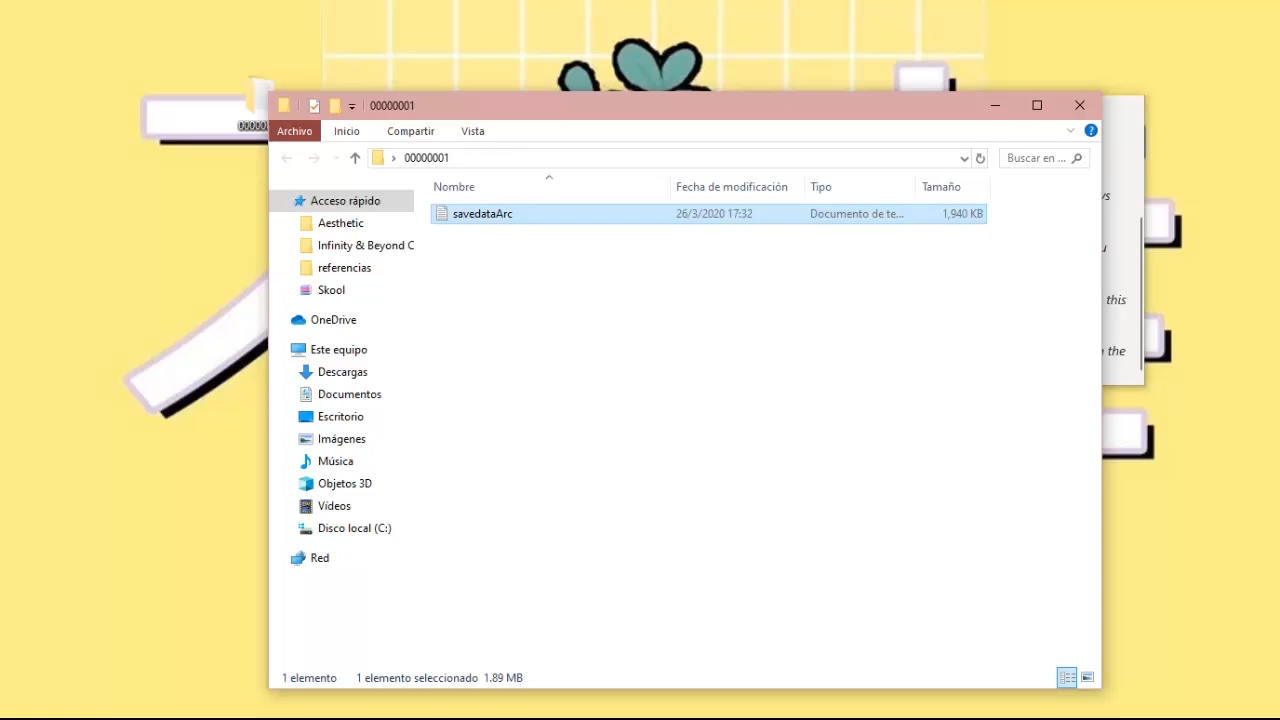 00000001
Archivo Inicio Compartir Vista
00000001 Buscar en ...
Nombre Fecha de modificación Tipo Tamaño
savedataArc 26/3/2020 17:32 Documento de te... 1,940 KB
Acceso rápido
Aesthetic
Infinity & Beyond C
referencias
Skool
OneDrive
Este equipo
Descargas
Documentos
Escritorio
Imágenes
Música
Objetos 3D
Vídeos
Disco local (C:)
Red
1 elemento 1 elemento seleccionado 1.89 MB
this
the